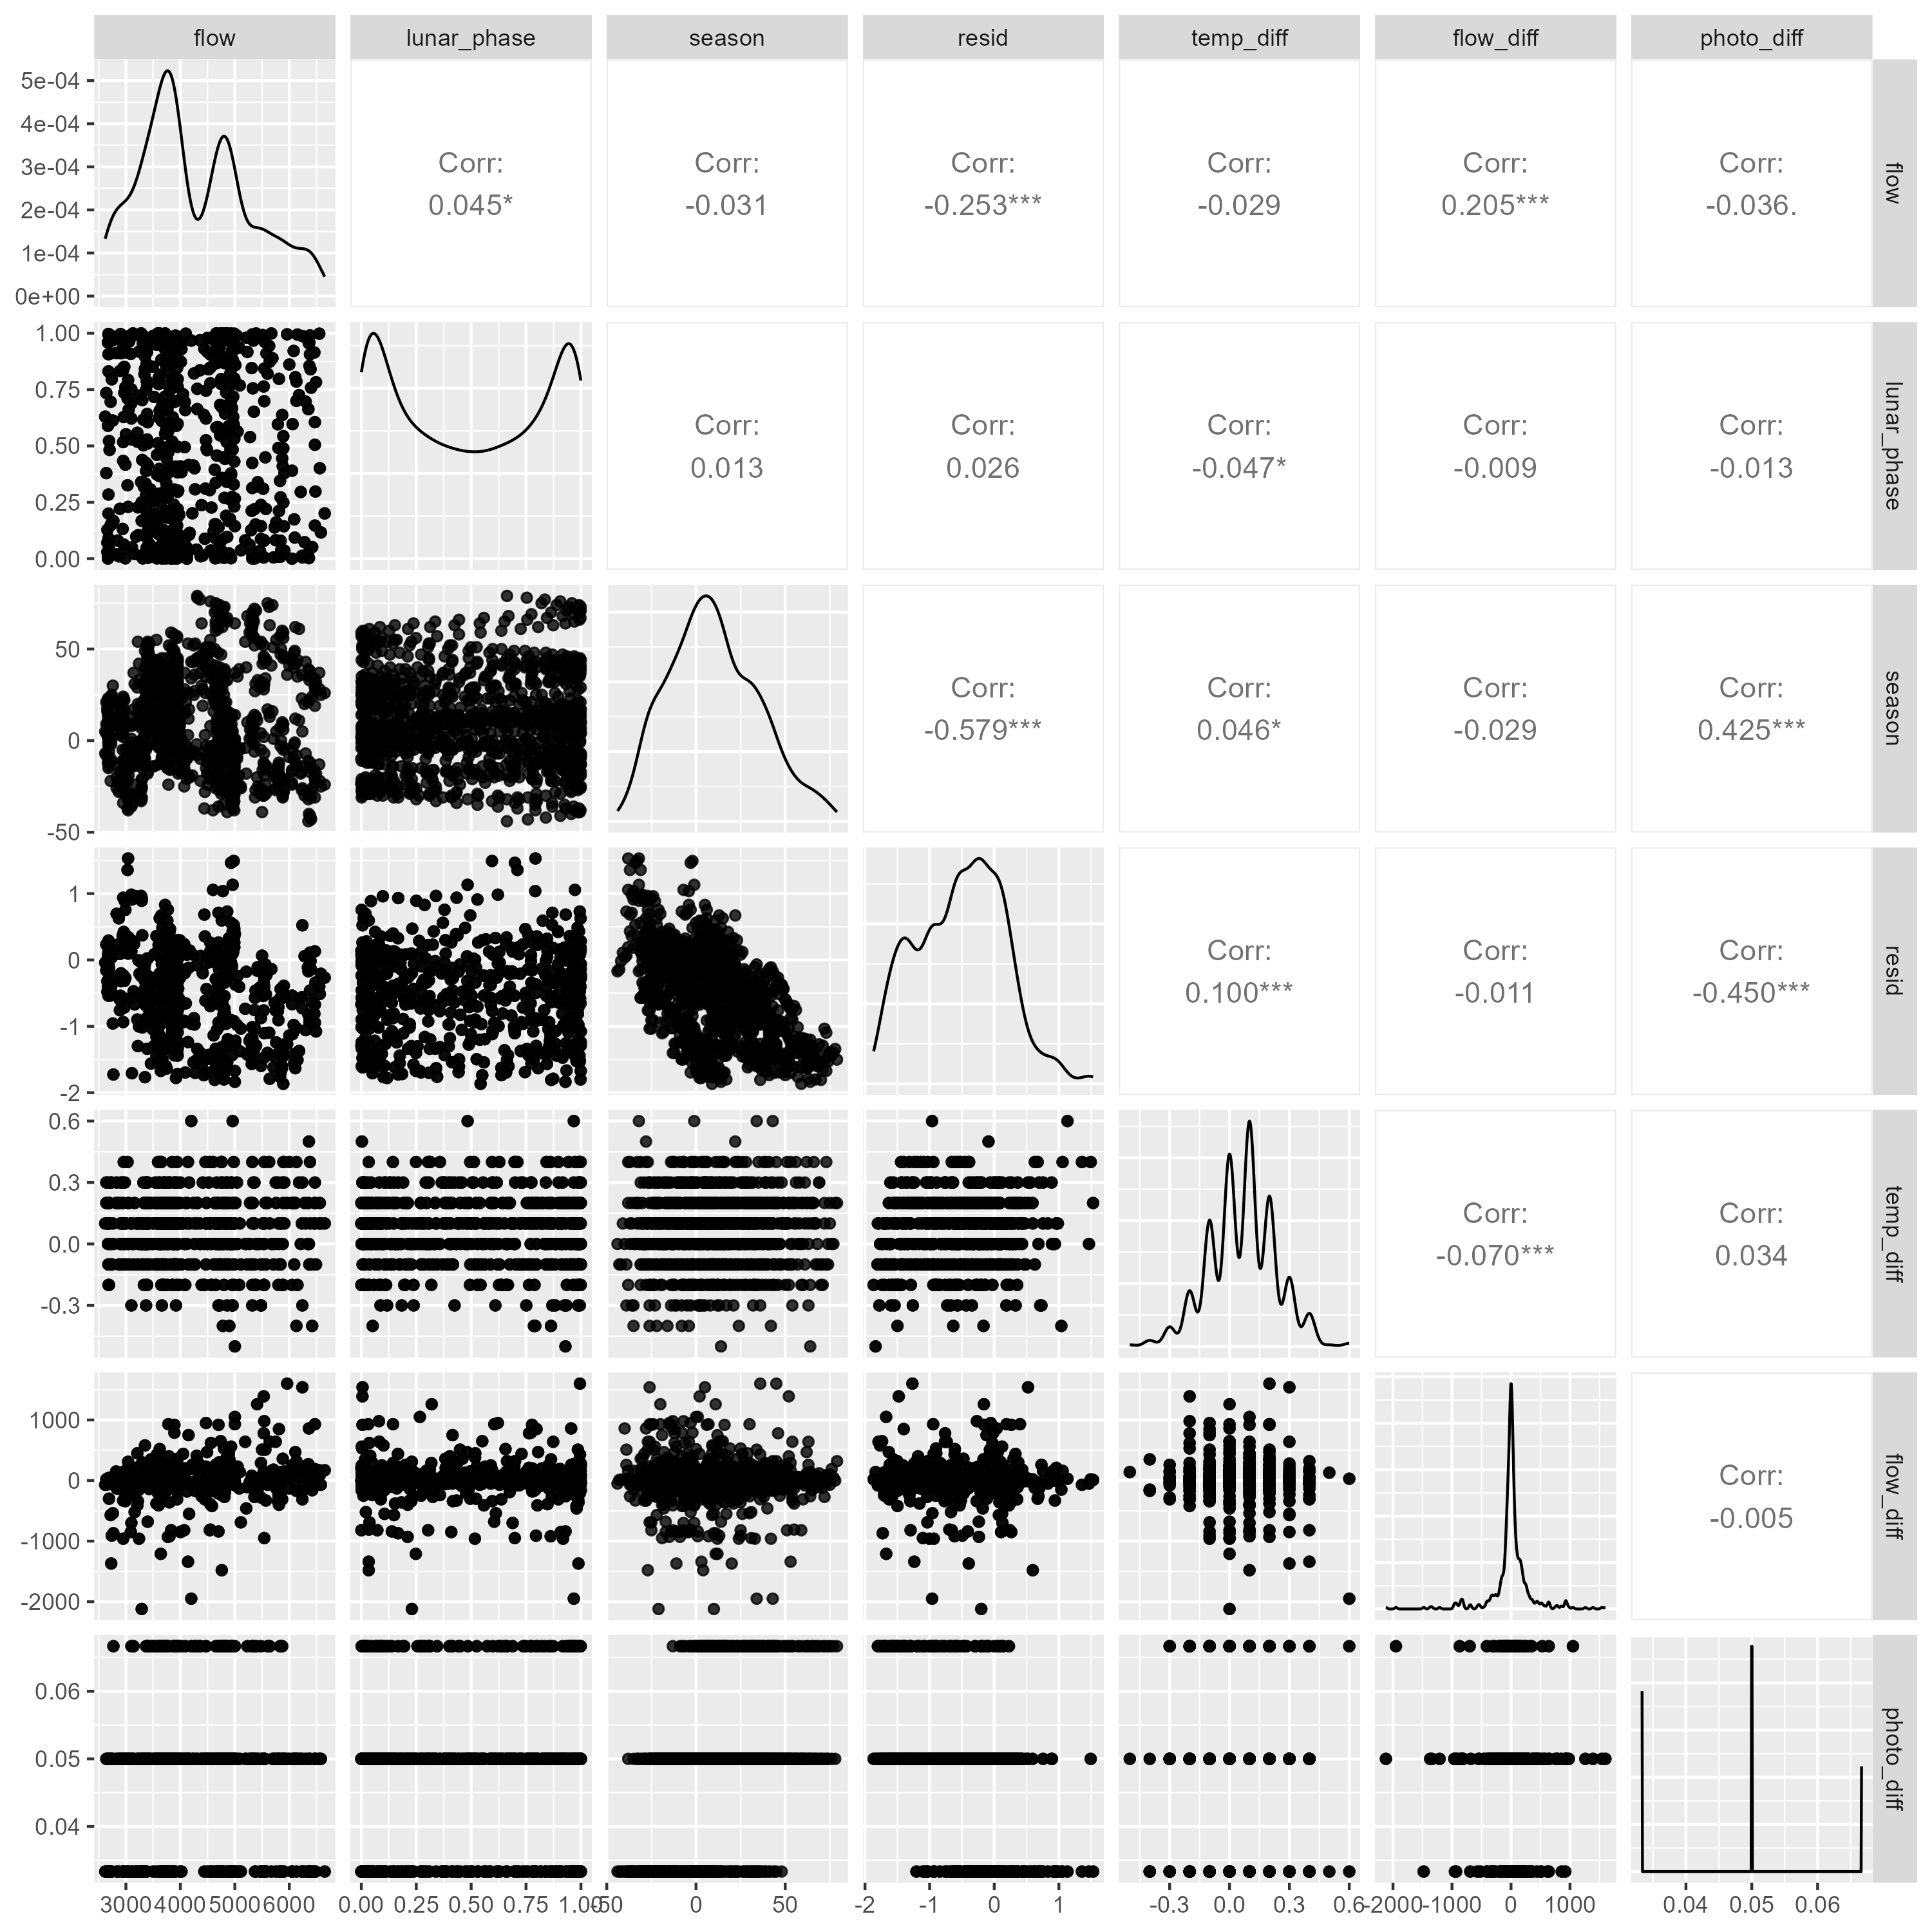 flow lunar_phase season resid temp_diff flow_diff photo_diff
5e-04
4e-04
3e-04
2e-04
1e-04
0e+00
Corr:
0.045*
Corr:
-0.031
Corr:
-0.253***
Corr:
-0.029
Corr:
0.205***
Corr:
-0.036.
flow
1.00
0.75
0.50
0.25
0.00
Corr:
0.013
Corr:
0.026
Corr:
-0.047*
Corr:
-0.009
Corr:
-0.013
lunar_phase
50
0
-50
Corr:
-0.579***
Corr:
0.046*
Corr:
-0.029
Corr:
0.425***
season
1
0
-1
-2
Corr:
0.100***
Corr:
-0.011
Corr:
-0.450***
resid
0.6
0.3
0.0
-0.3
Corr:
-0.070***
Corr:
0.034
temp_diff
1000
0
-1000
-2000
Corr:
-0.005
flow_diff
0.06
0.05
0.04
photo_diff
3000 4000 5000 6000 0.00 0.25 0.50 0.75 1.00 -50 0 50 -2 -1 0 1 -0.3 0.0 0.3 0.6 -2000 -1000 0 1000 0.04 0.05 0.06